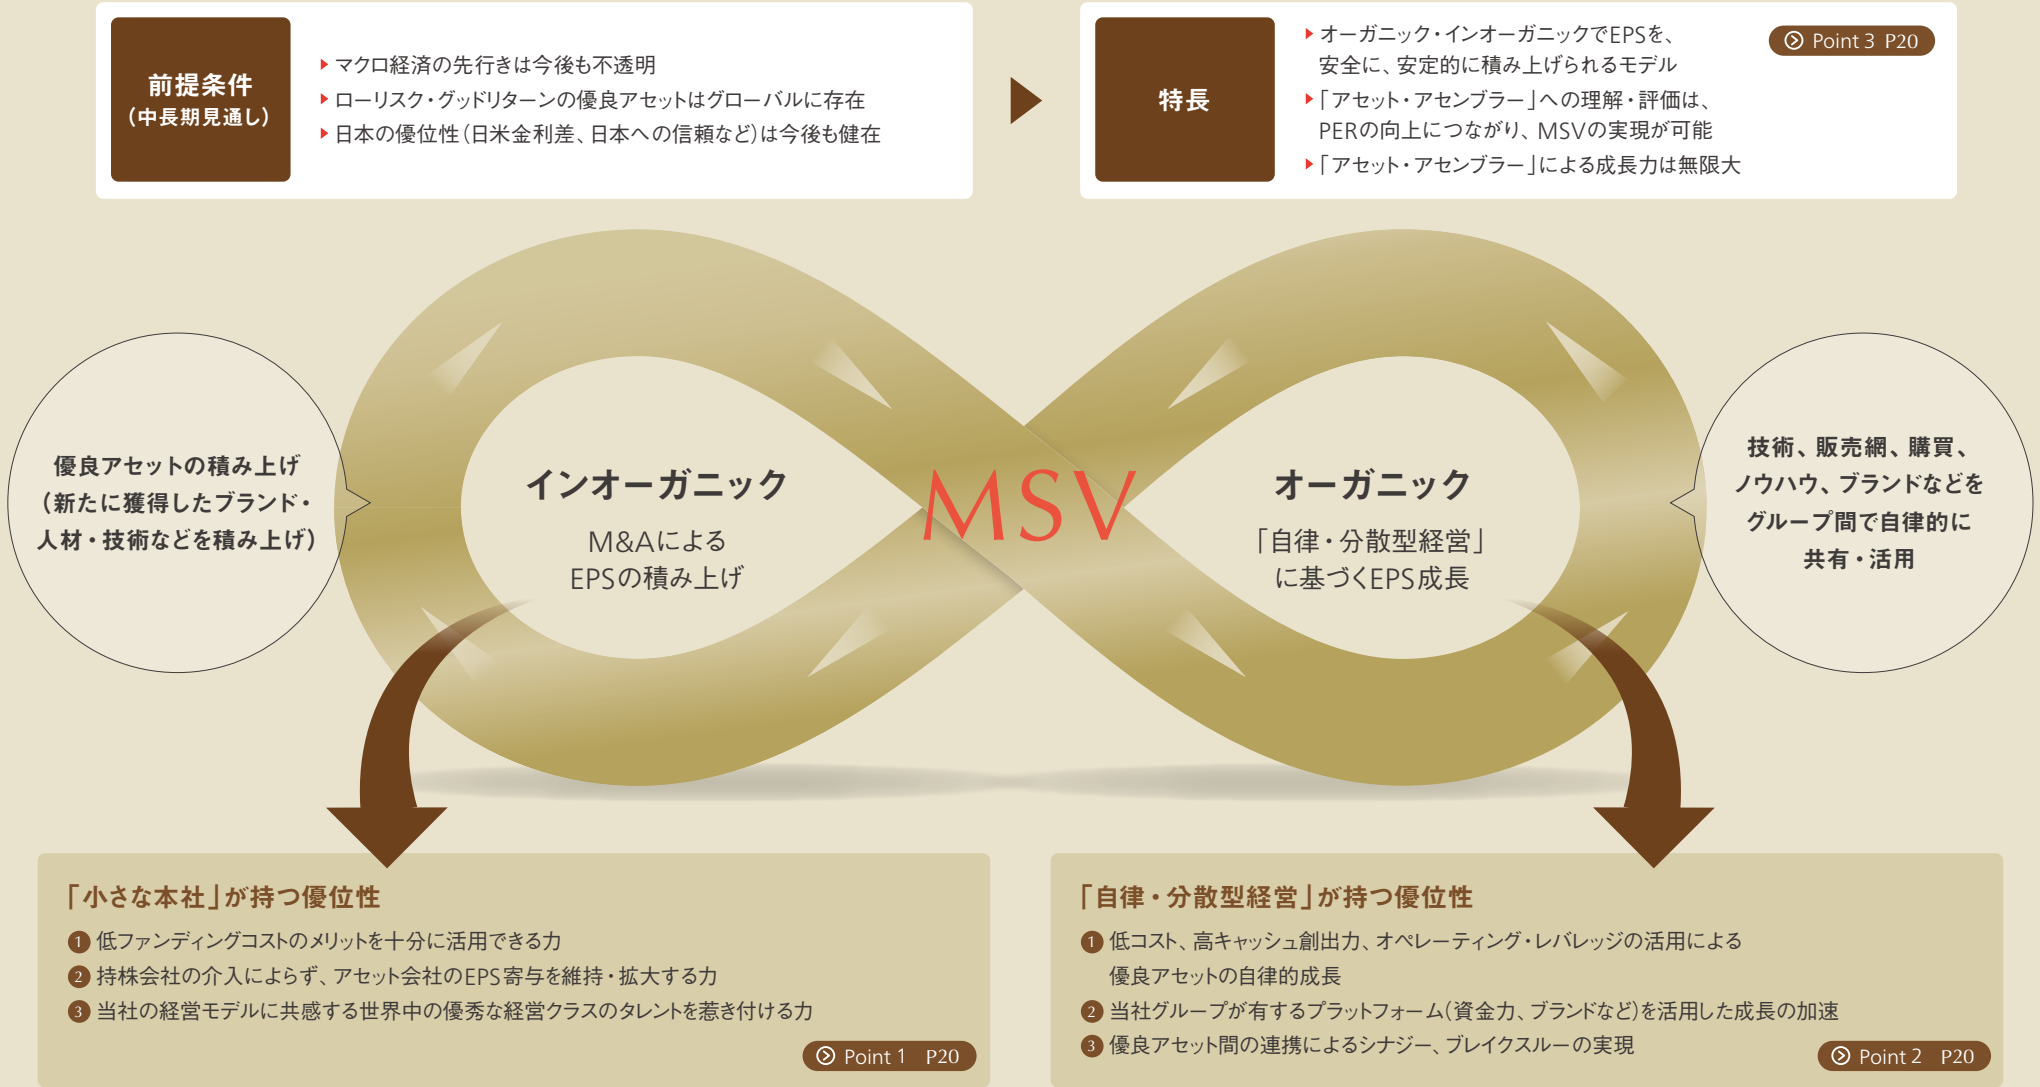 前提条件
（中長期見通し）
マクロ経済の先行きは今後も不透明
ローリスク・グッドリターンの優良アセットはグローバルに存在
日本の優位性（日米金利差、日本への信頼など）は今後も健在
特長
オーガニック・インオーガニックでEPSを、
安全に、安定的に積み上げられるモデル
「アセット・アセンブラー」への理解・評価は、
PERの向上につながり、MSVの実現が可能
「アセット・アセンブラー」による成長力は無限大
Point 3 P20
優良アセットの積み上げ
（新たに獲得したブランド・
人材・技術などを積み上げ）
インオーガニック
M&Aによる
EPSの積み上げ
MSV
オーガニック
「自律・分散型経営」
に基づくEPS成長
技術、販売網、購買、
ノウハウ、ブランドなどを
グループ間で自律的に
共有・活用
「小さな本社」が持つ優位性
1 低ファンディングコストのメリットを十分に活用できる力
2 持株会社の介入によらず、アセット会社のEPS寄与を維持・拡大する力
3 当社の経営モデルに共感する世界中の優秀な経営クラスのタレントを惹き付ける力
Point 1 P20
「自律・分散型経営」が持つ優位性
1 低コスト、高キャッシュ創出力、オペレーティング・レバレッジの活用による
優良アセットの自律的成長
2 当社グループが有するプラットフォーム（資金力、ブランドなど）を活用した成長の加速
3 優良アセット間の連携によるシナジー、ブレイクスルーの実現
Point 2 P20